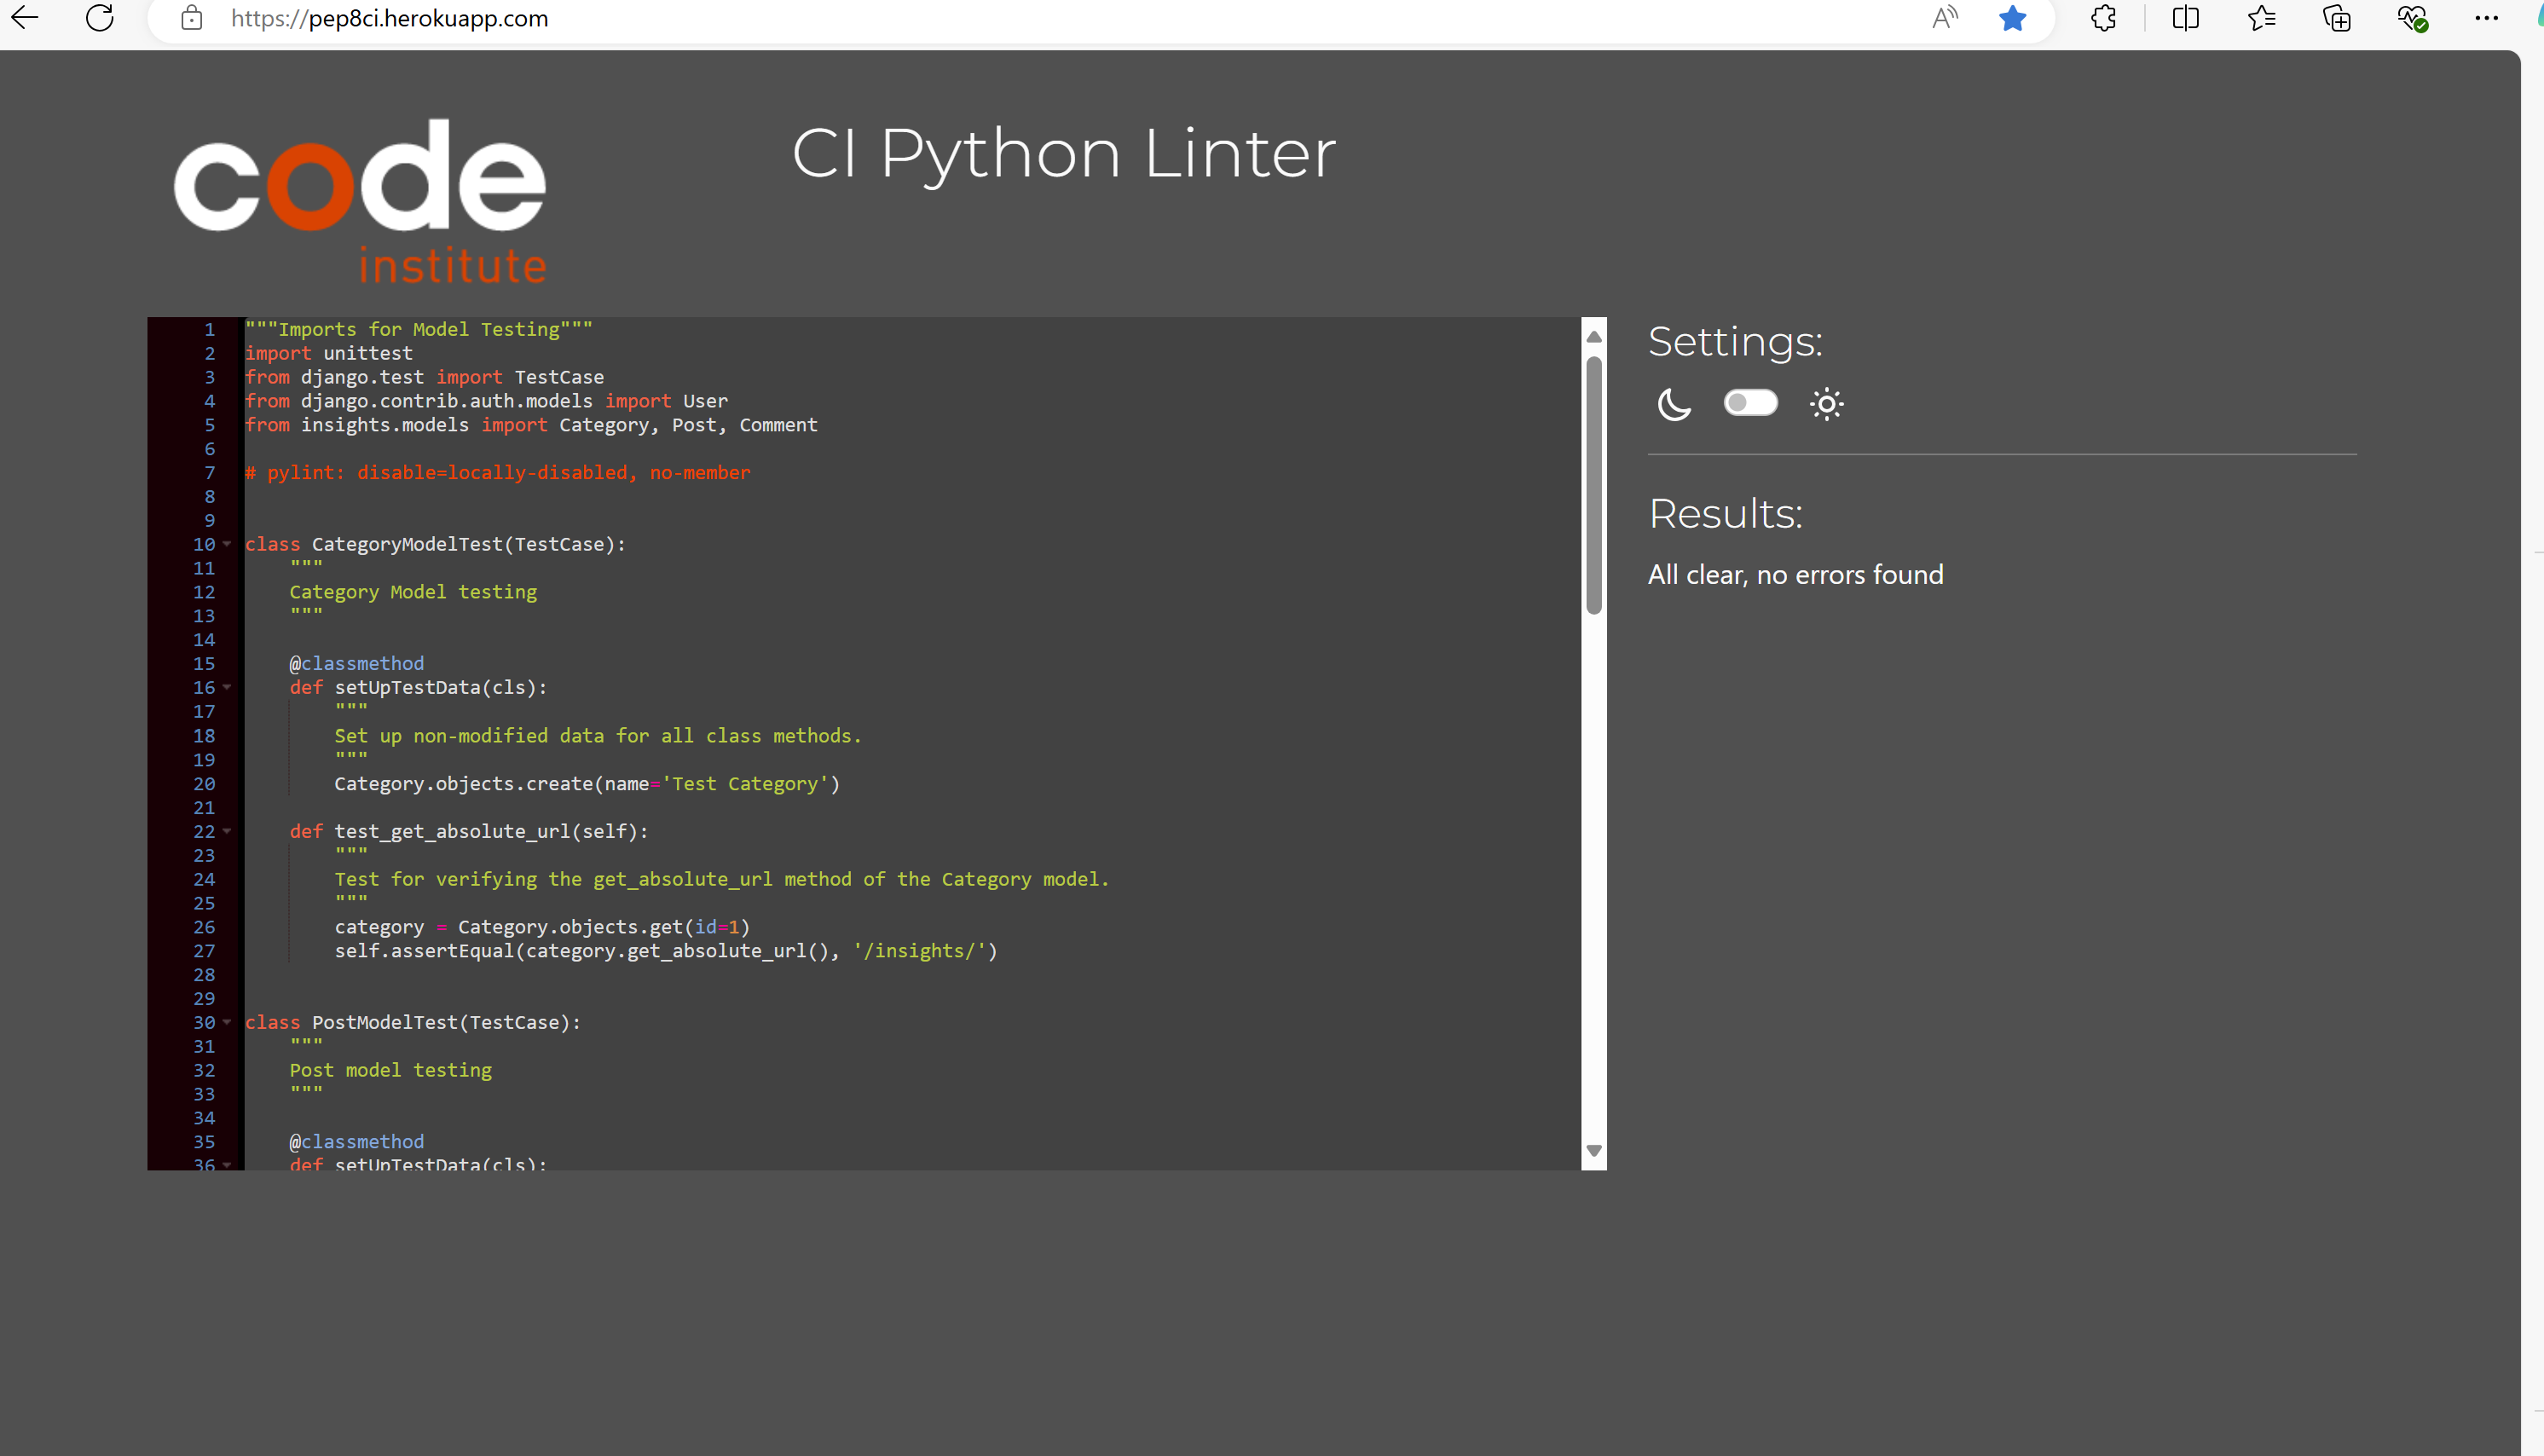 https://pep8ci.herokuapp.com
code
institute
CI Python Linter
1 """Imports for Model Testing"""
2 import unittest
3 from django.test import TestCase
4 from django.contrib.auth.models import User
5 from insights.models import Category, Post, Comment
6
7 # pylint: disable=locally-disabled, no-member
8
9
10 class CategoryModelTest(TestCase):
11     """
12     Category Model testing
13     """
14
15     @classmethod
16     def setUpTestData(cls):
17         """
18         Set up non-modified data for all class methods.
19         """
20         Category.objects.create(name='Test Category')
21
22     def test_get_absolute_url(self):
23         """
24         Test for verifying the get_absolute_url method of the Category model.
25         """
26         category = Category.objects.get(id=1)
27         self.assertEqual(category.get_absolute_url(), '/insights/')
28
29
30 class PostModelTest(TestCase):
31     """
32     Post model testing
33     """
34
35     @classmethod
36     def setUpTestData(cls):
Settings:
Results:
All clear, no errors found